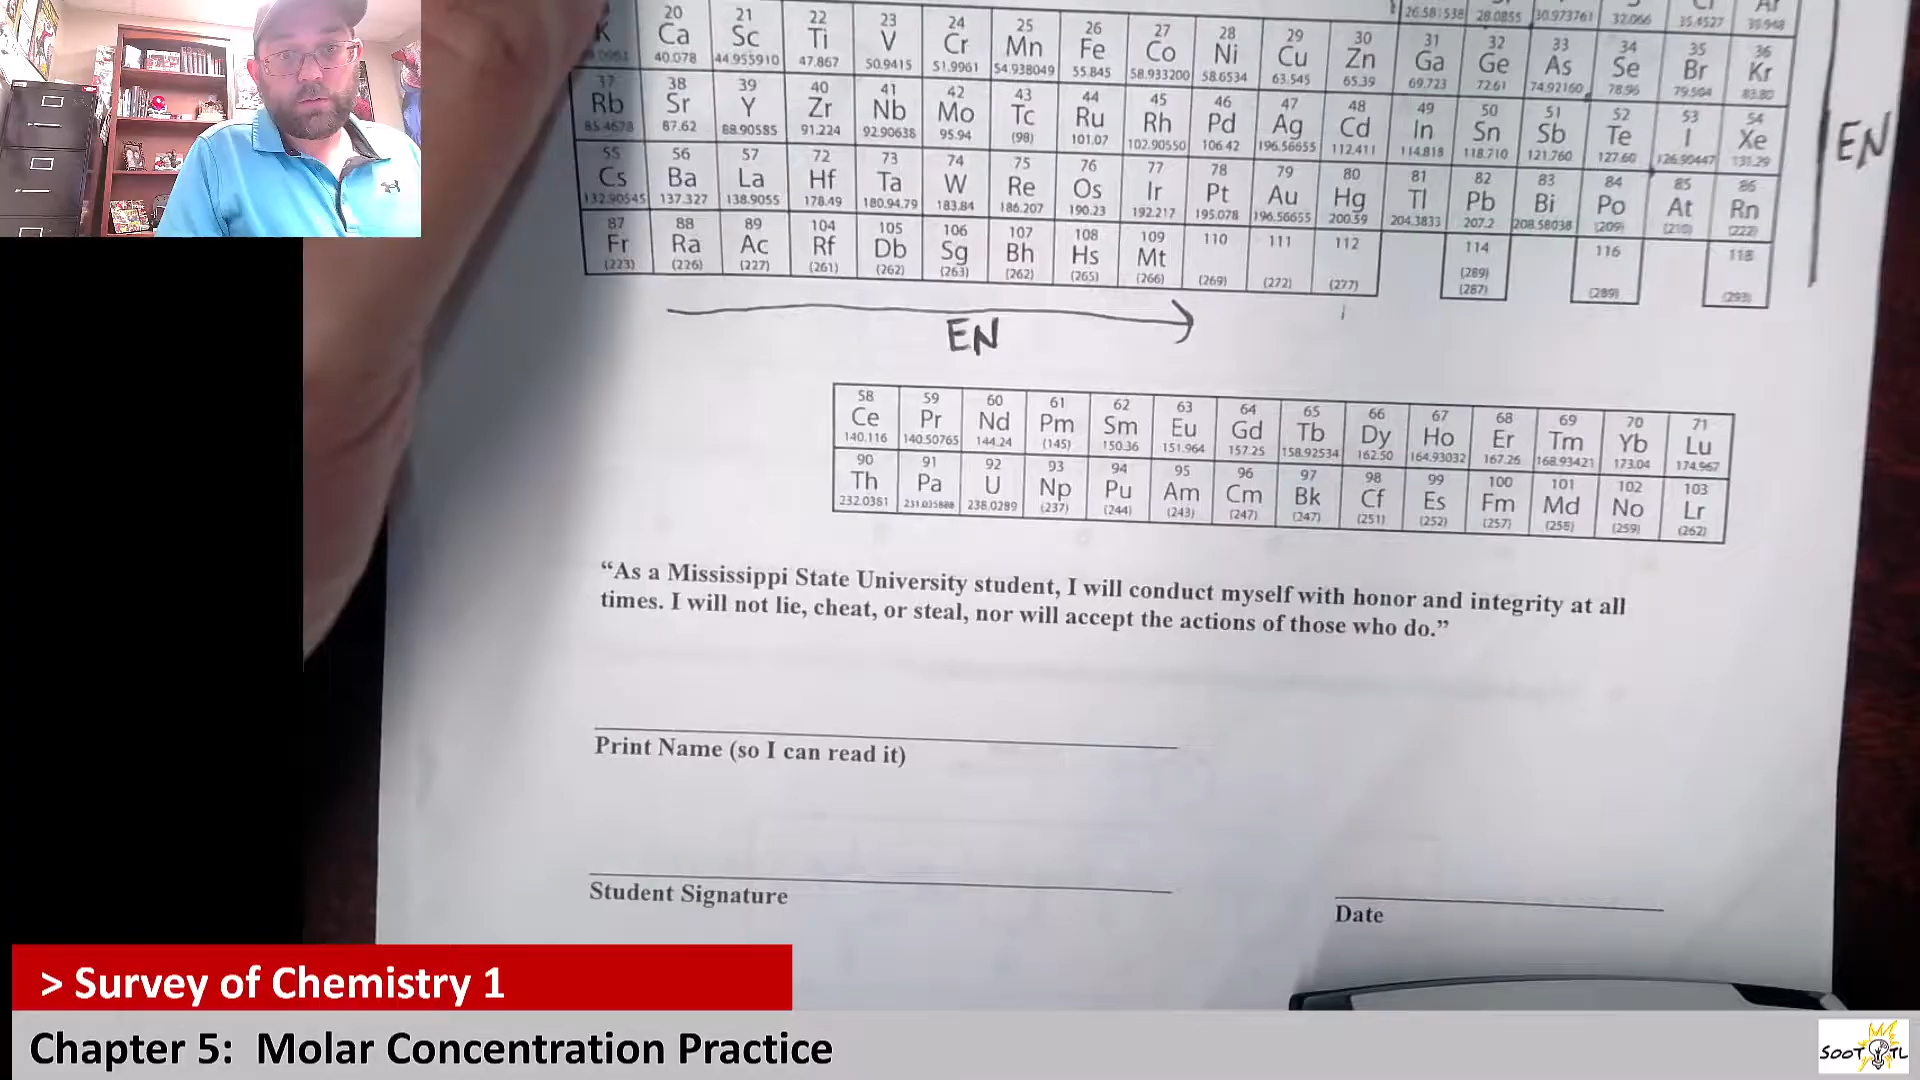 26.581538 28.0855 30.973761 32.066 35.4527 39.948
20 21 22 23 24 25 26 27 28 29 30 31 32 33 34 35 36
K Ca Sc Ti V Cr Mn Fe Co Ni Cu Zn Ga Ge As Se Br Kr
40.078 44.955910 47.867 50.9415 51.9961 54.938049 55.845 58.933200 58.6534 63.545 65.39 69.723 72.61 74.92160 78.96 79.504 83.80
37 38 39 40 41 42 43 44 45 46 47 48 49 50 51 52 53 54
Rb Sr Y Zr Nb Mo Tc Ru Rh Pd Ag Cd In Sn Sb Te I Xe
85.4678 87.62 88.90585 91.224 92.90638 95.94 (98) 101.07 102.90550 106.42 196.56655 112.411 114.818 118.710 121.760 127.60 126.90447 131.29
EN
55 56 57 72 73 74 75 76 77 78 79 80 81 82 83 84 85 86
Cs Ba La Hf Ta W Re Os Ir Pt Au Hg Tl Pb Bi Po At Rn
132.90545 137.327 138.9055 178.49 180.94.79 183.84 186.207 190.23 192.217 195.078 196.56655 200.59 204.3833 207.2 208.58038 (209) (210) (222)
87 88 89 104 105 106 107 108 109 110 111 112 114 116 118
Fr Ra Ac Rf Db Sg Bh Hs Mt
(223) (226) (227) (261) (262) (263) (262) (265) (266) (269) (272) (277) (289) (289) (293)
(287)
EN
58 59 60 61 62 63 64 65 66 67 68 69 70 71
Ce Pr Nd Pm Sm Eu Gd Tb Dy Ho Er Tm Yb Lu
140.116 140.50765 144.24 (145) 150.36 151.964 157.25 158.92534 162.50 164.93032 167.26 168.93421 173.04 174.967
90 91 92 93 94 95 96 97 98 99 100 101 102 103
Th Pa U Np Pu Am Cm Bk Cf Es Fm Md No Lr
232.0381 231.035888 238.0289 (237) (244) (243) (247) (247) (251) (252) (257) (258) (259) (262)
“As a Mississippi State University student, I will conduct myself with honor and integrity at all
times. I will not lie, cheat, or steal, nor will accept the actions of those who do.”
Print Name (so I can read it)
Student Signature
Date
> Survey of Chemistry 1
Chapter 5: Molar Concentration Practice
SOOTTL